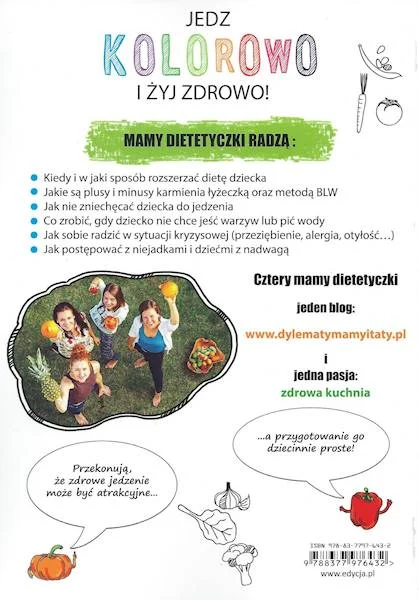 JEDZ
KOLOROWO
I ŻYJ ZDROWO!
MAMY DIETETYCZKI RADZĄ :
Kiedy i w jaki sposób rozszerzać dietę dziecka
Jakie są plusy i minusy karmienia łyżeczką oraz metodą BLW
Jak nie zniechęcać dziecka do jedzenia
Co zrobić, gdy dziecko nie chce jeść warzyw lub pić wody
Jak sobie radzić w sytuacji kryzysowej (przeziębienie, alergia, otyłość...)
Jak postępować z niejadkami i dziećmi z nadwagą
Cztery mamy dietetyczki
jeden blog:
www.dylematymamyitaty.pl
i
jedna pasja:
zdrowa kuchnia
...a przygotowanie go
dziecinnie proste!
Przekonują,
że zdrowe jedzenie
może być atrakcyjne...
ISBN 978-83-7797-643-2
9 788377 976432 >
www.edycja.pl